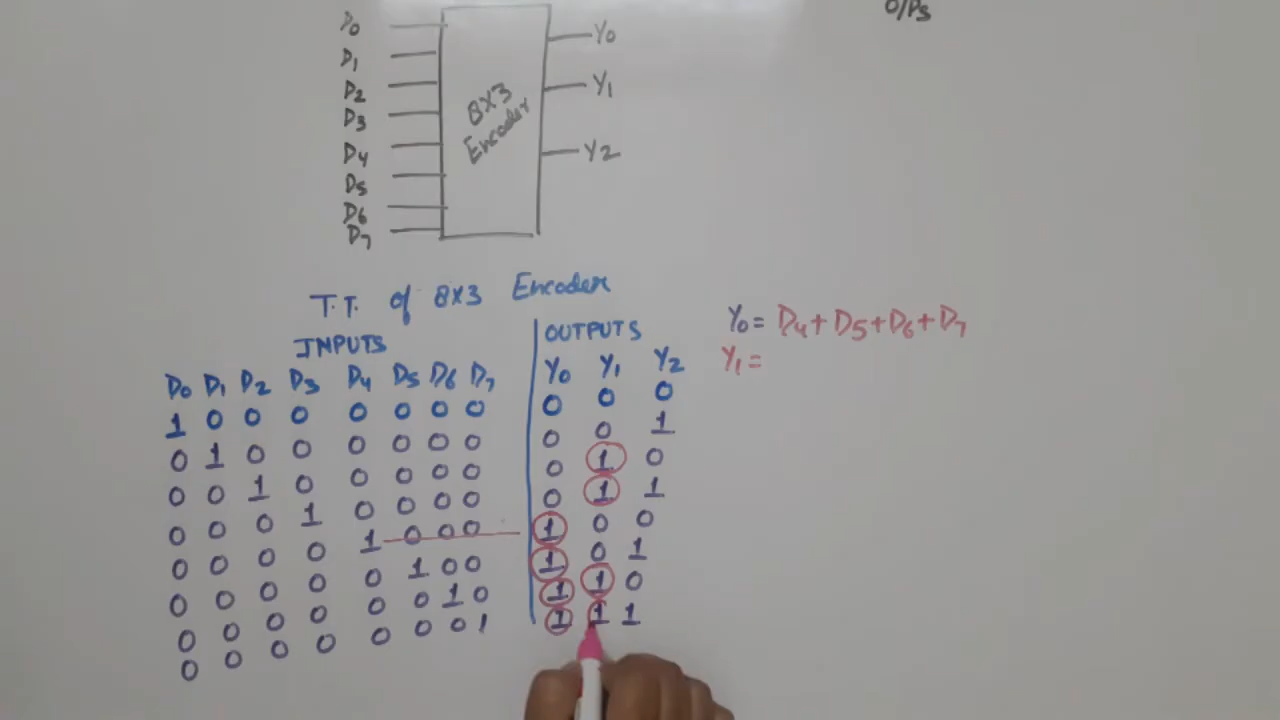 O/Ps
D0
D1
D2
D3
D4
D5
D6
D7
8X3
Encoder
Y0
Y1
Y2
T.T. of 8X3 Encoder
INPUTS
D0 D1 D2 D3 D4 D5 D6 D7
1 0 0 0 0 0 0 0
0 1 0 0 0 0 0 0
0 0 1 0 0 0 0 0
0 0 0 1 0 0 0 0
0 0 0 0 1 0 0 0
0 0 0 0 0 1 0 0
0 0 0 0 0 0 1 0
0 0 0 0 0 0 0 1
OUTPUTS
Y0 Y1 Y2
0 0 0
0 0 1
0 1 0
0 1 1
1 0 0
1 0 1
1 1 0
1 1 1
Y0 = D4 + D5 + D6 + D7
Y1 =